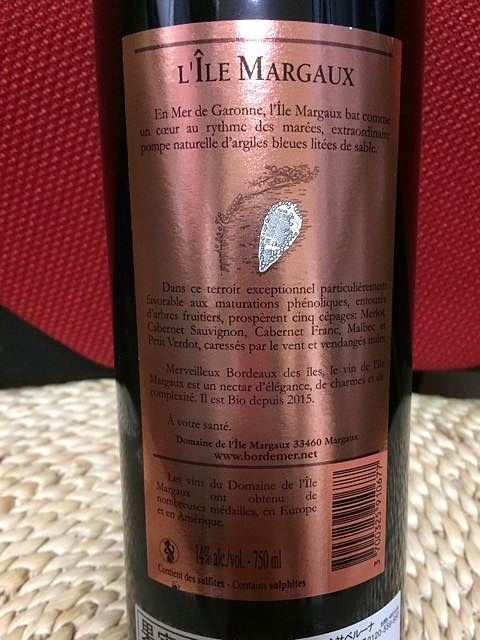 L'ÎLE MARGAUX
En Mer de Garonne, l'Île Margaux bat comme
un cœur au rythme des marées, extraordinaire
pompe naturelle d'argiles bleues litées de sable.
Dans ce terroir exceptionnel particulièrement
favorable aux maturations phénoliques, entourés
d'arbres fruitiers, prospèrent cinq cépages: Merlot,
Cabernet Sauvignon, Cabernet Franc, Malbec et
Petit Verdot, caressés par le vent et vendangés mûrs.
Merveilleux Bordeaux des îles, le vin de l'île
Margaux est un nectar d'élégance, de charmes et de
complexité. Il est Bio depuis 2015.
À votre santé.
Domaine de l'Île Margaux 33460 Margaux
www.bordemer.net
Les vins du Domaine de l'Île
Margaux ont obtenu de
nombreuses médailles, en Europe
et en Amérique.
14% alc./vol. - 750 ml
Contient des sulfites - Contains sulphites
3 760325 710677